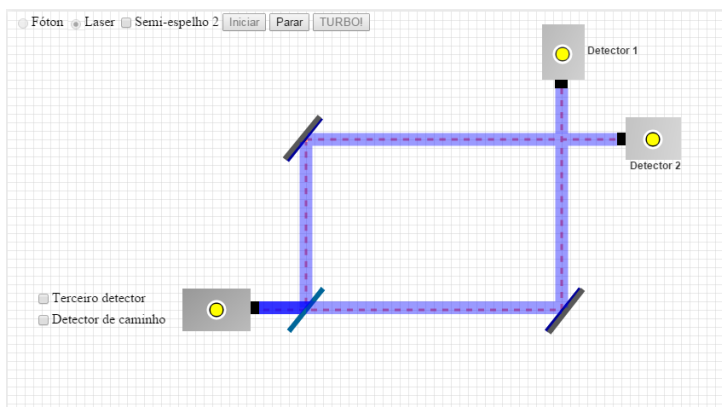 Fóton Laser Semi-espelho 2 Iniciar Parar TURBO!
Detector 1
Detector 2
Terceiro detector
Detector de caminho